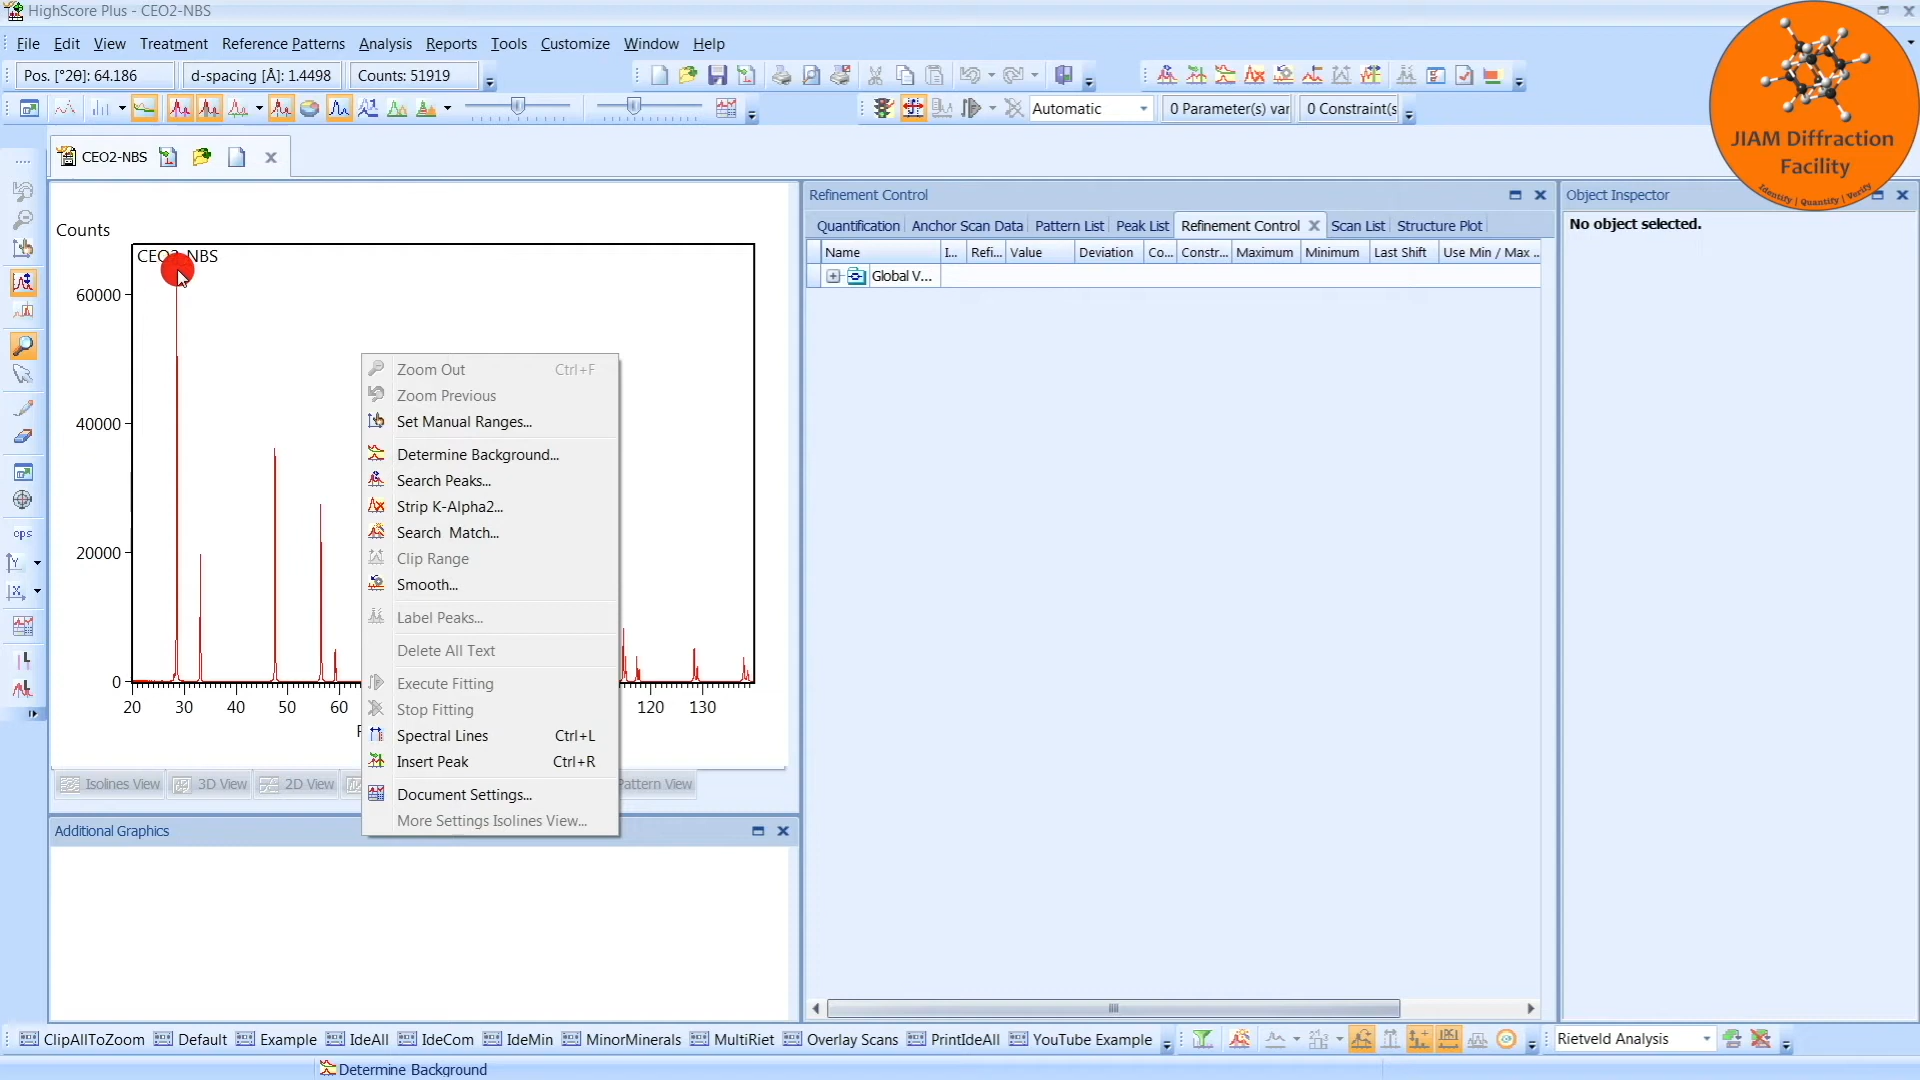 HighScore Plus - CEO2-NBS
File Edit View Treatment Reference Patterns Analysis Reports Tools Customize Window Help
Pos. [°2θ]: 64.186 d-spacing [Å]: 1.4498 Counts: 51919
Automatic 0 Parameter(s) var 0 Constraint(s
JIAM Diffraction
Facility
Identify | Quantify | Verify
CEO2-NBS
Refinement Control
Object Inspector
Quantification Anchor Scan Data Pattern List Peak List Refinement Control Scan List Structure Plot
No object selected.
Name I... Refi... Value Deviation Co... Constr... Maximum Minimum Last Shift Use Min / Max ..
Global V...
Counts
CEO2-NBS
60000
40000
20000
0
20 30 40 50 60 120 130
Zoom Out Ctrl+F
Zoom Previous
Set Manual Ranges...
Determine Background...
Search Peaks...
Strip K-Alpha2...
Search Match...
Clip Range
Smooth...
Label Peaks...
Delete All Text
Execute Fitting
Stop Fitting
Spectral Lines Ctrl+L
Insert Peak Ctrl+R
Document Settings...
More Settings Isolines View...
cps
Isolines View 3D View 2D View Pattern View
Additional Graphics
ClipAllToZoom Default Example IdeAll IdeCom IdeMin MinorMinerals MultiRiet Overlay Scans PrintIdeAll YouTube Example
Rietveld Analysis
Determine Background